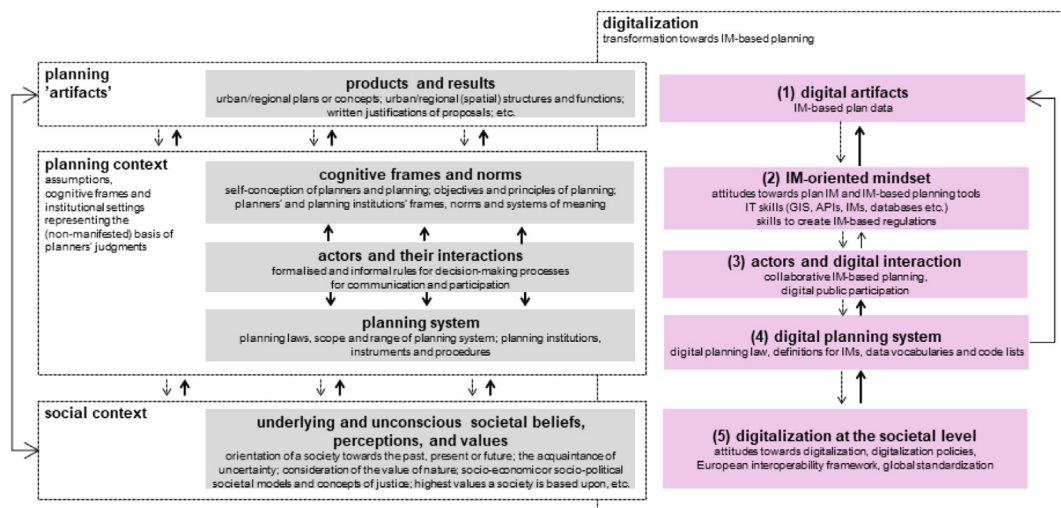 digitalization
transformation towards IM-based planning
planning
'artifacts'
products and results
urban/regional plans or concepts; urban/regional (spatial) structures and functions;
written justifications of proposals; etc.
planning context
assumptions,
cognitive frames and
institutional settings
representing the
(non-manifested) basis of
planners' judgments
cognitive frames and norms
self-conception of planners and planning; objectives and principles of planning;
planners' and planning institutions' frames, norms and systems of meaning
actors and their interactions
formalised and informal rules for decision-making processes
for communication and participation
planning system
planning laws, scope and range of planning system; planning institutions,
instruments and procedures
social context
underlying and unconscious societal beliefs,
perceptions, and values
orientation of a society towards the past, present or future; the acquaintance of
uncertainty; consideration of the value of nature; socio-economic or socio-political
societal models and concepts of justice; highest values a society is based upon, etc.
(1) digital artifacts
IM-based plan data
(2) IM-oriented mindset
attitudes towards plan IM and IM-based planning tools
IT skills (GIS, APIs, IMs, databases etc.)
skills to create IM-based regulations
(3) actors and digital interaction
collaborative IM-based planning,
digital public participation
(4) digital planning system
digital planning law, definitions for IMs, data vocabularies and code lists
(5) digitalization at the societal level
attitudes towards digitalization, digitalization policies,
European interoperability framework, global standardization